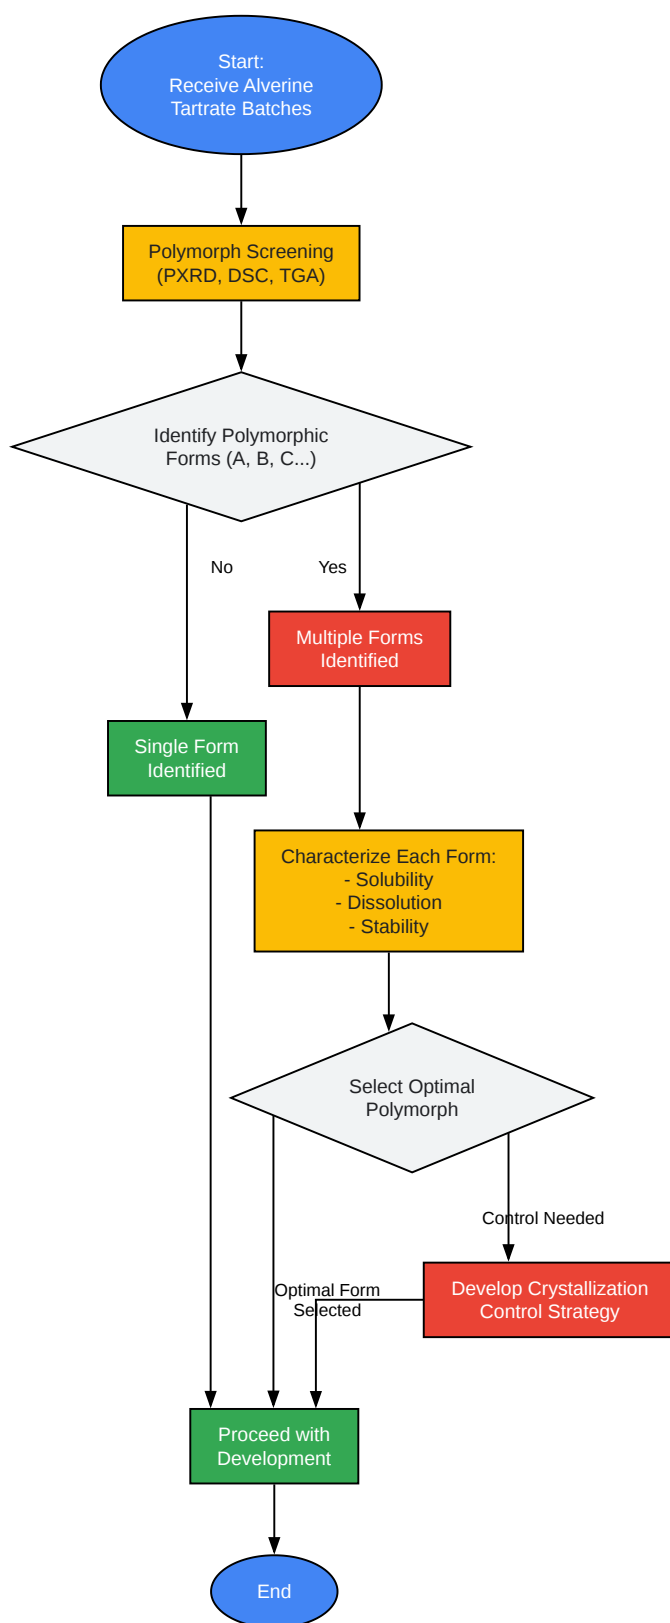 Start:
Receive Alverine
Tartrate Batches
Polymorph Screening
(PXRD, DSC, TGA)
Identify Polymorphic
Forms (A, B, C...)
No
Yes
Multiple Forms
Identified
Single Form
Identified
Characterize Each Form:
- Solubility
- Dissolution
- Stability
Select Optimal
Polymorph
Control Needed
Optimal Form
Selected
Develop Crystallization
Control Strategy
Proceed with
Development
End